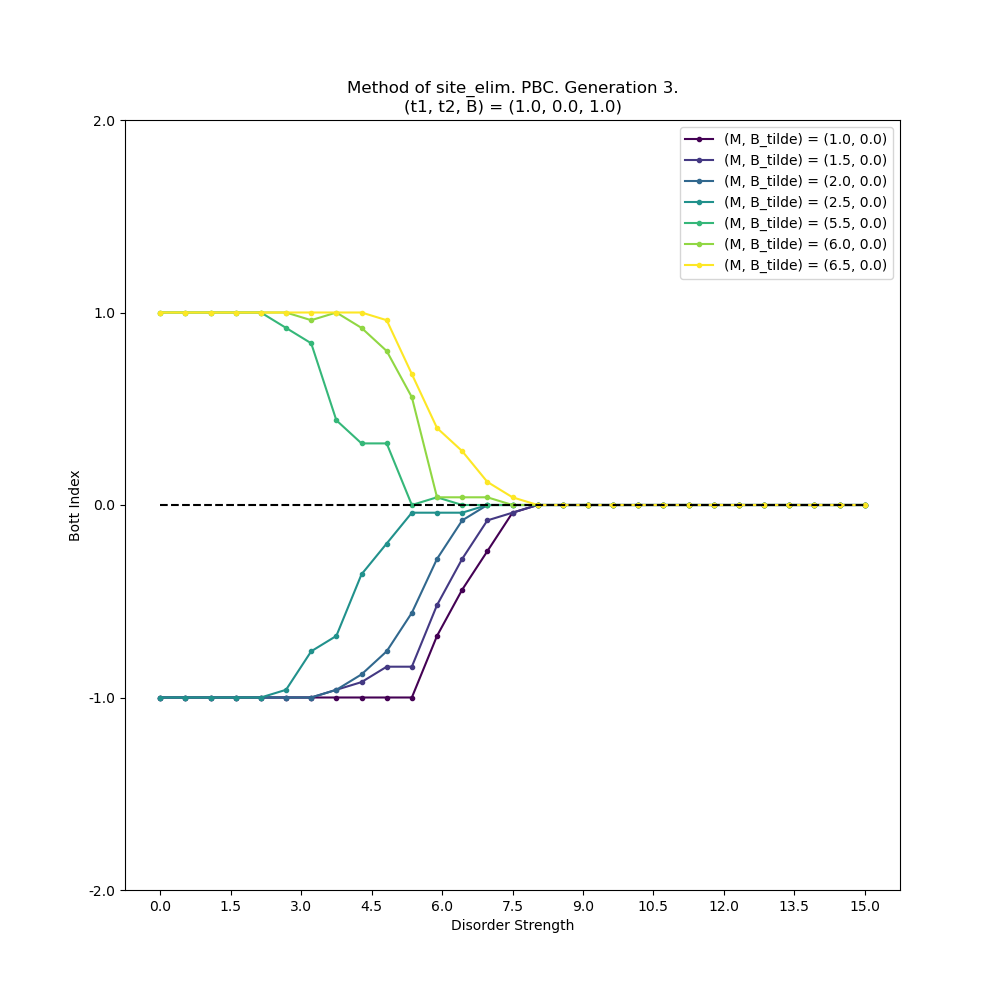 Method of site_elim. PBC. Generation 3.
(t1, t2, B) = (1.0, 0.0, 1.0)
(M, B_tilde) = (1.0, 0.0)
(M, B_tilde) = (1.5, 0.0)
(M, B_tilde) = (2.0, 0.0)
(M, B_tilde) = (2.5, 0.0)
(M, B_tilde) = (5.5, 0.0)
(M, B_tilde) = (6.0, 0.0)
(M, B_tilde) = (6.5, 0.0)
Bott Index
2.0
1.0
0.0
-1.0
-2.0
0.0 1.5 3.0 4.5 6.0 7.5 9.0 10.5 12.0 13.5 15.0
Disorder Strength